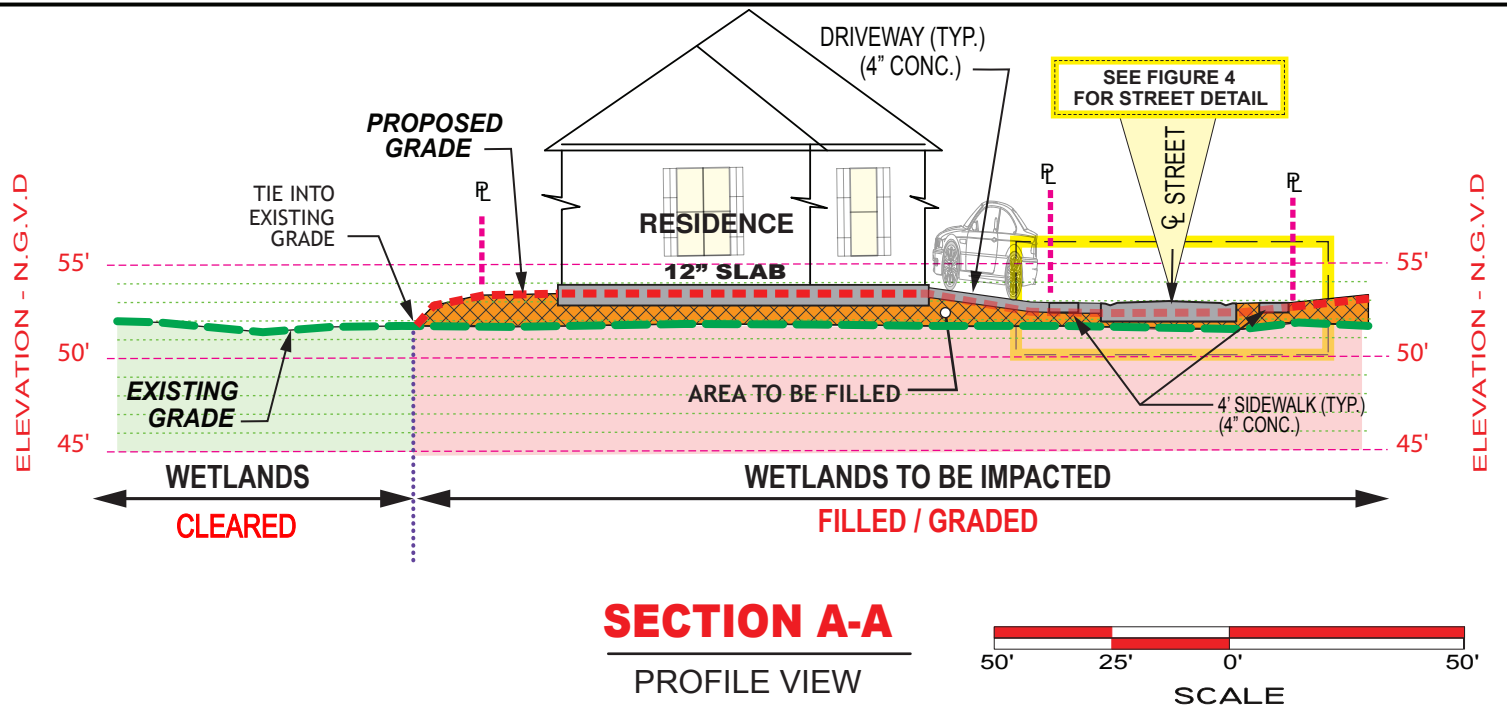 DRIVEWAY (TYP.)
(4” CONC.)
SEE FIGURE 4
FOR STREET DETAIL
PROPOSED
GRADE
TIE INTO
EXISTING
GRADE
PL
PL
PL
CL STREET
RESIDENCE
12” SLAB
ELEVATION - N.G.V.D
ELEVATION - N.G.V.D
55'
55'
50'
50'
45'
45'
EXISTING
GRADE
AREA TO BE FILLED
4' SIDEWALK (TYP.)
(4” CONC.)
WETLANDS
CLEARED
WETLANDS TO BE IMPACTED
FILLED / GRADED
SECTION A-A
PROFILE VIEW
50' 25' 0' 50'
SCALE